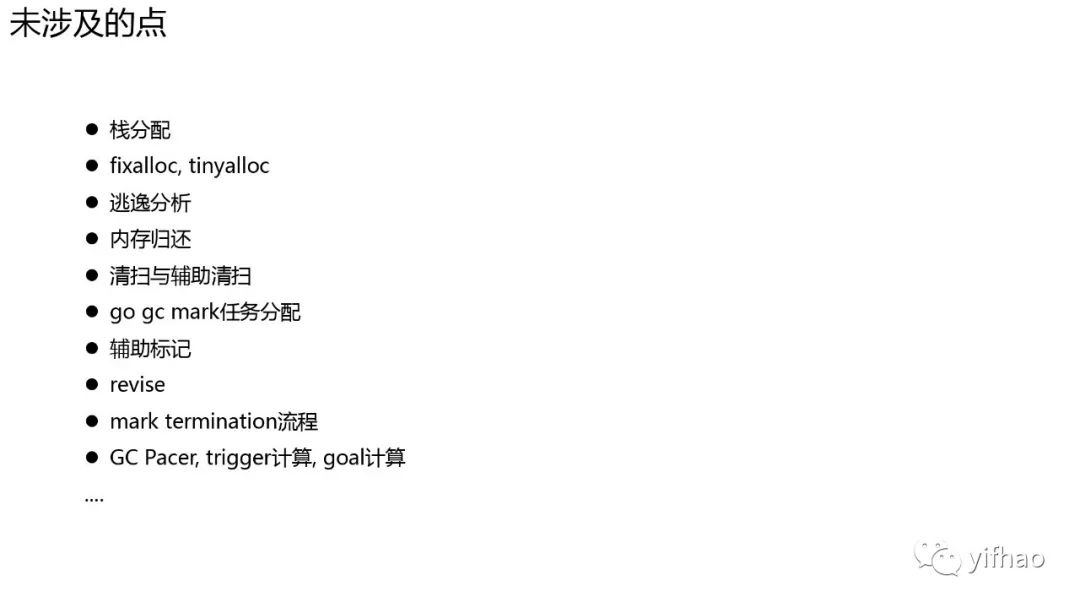 未涉及的点
● 栈分配
● fixalloc, tinyalloc
● 逃逸分析
● 内存归还
● 清扫与辅助清扫
● go gc mark任务分配
● 辅助标记
● revise
● mark termination流程
● GC Pacer, trigger计算, goal计算
....
yifhao